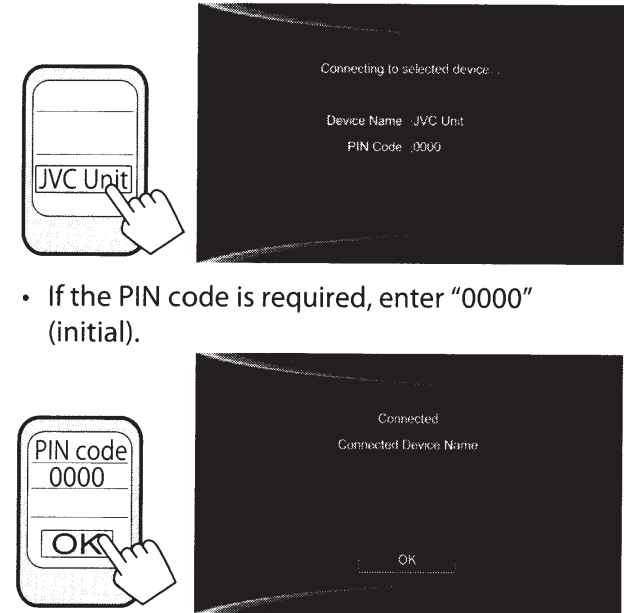 Connecting to selected device...
Device Name :JVC Unit
PIN Code :0000
JVC Unit
• If the PIN code is required, enter “0000”
(initial).
Connected
Connected Device Name
PIN code
0000
OK
OK